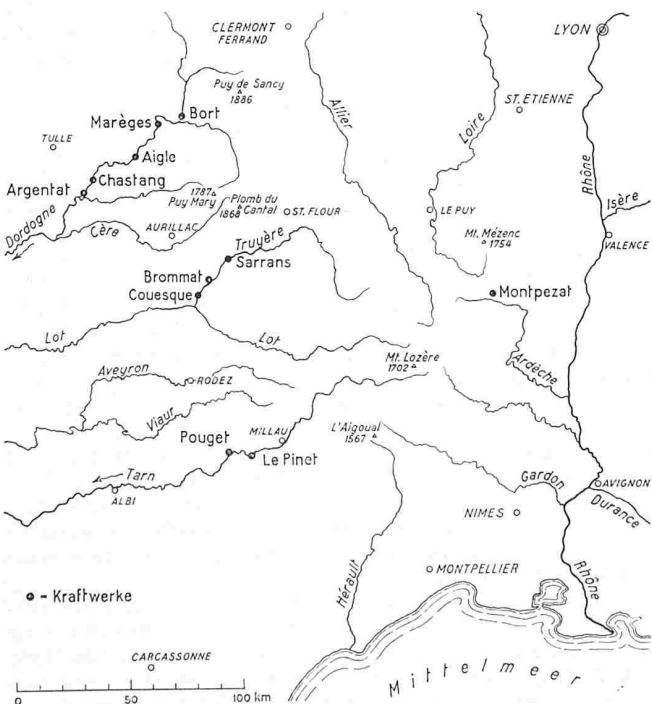 CLERMONT
FERRAND
LYON
Puy de Sancy
1886
Allier
Loire
ST. ETIENNE
Bort
Marèges
TULLE
Aigle
Chastang
Argentat
1787
Puy Mary
Plomb du
Cantal
1868
ST. FLOUR
Rhône
Isère
Dordogne
Cère
AURILLAC
LE PUY
Mt. Mézenc
1754
VALENCE
Truyère
Sarrans
Brommat
Couesque
Montpezat
Lot
Lot
Mt. Lozère
1702
Ardèche
Aveyron
RODEZ
Viaur
MILLAU
L'Aigoual
1567
Pouget
Le Pinet
Tarn
ALBI
Gardon
AVIGNON
Durance
NIMES
Hérault
MONTPELLIER
Rhône
- Kraftwerke
CARCASSONNE
Mittelmeer
0 50 100 km